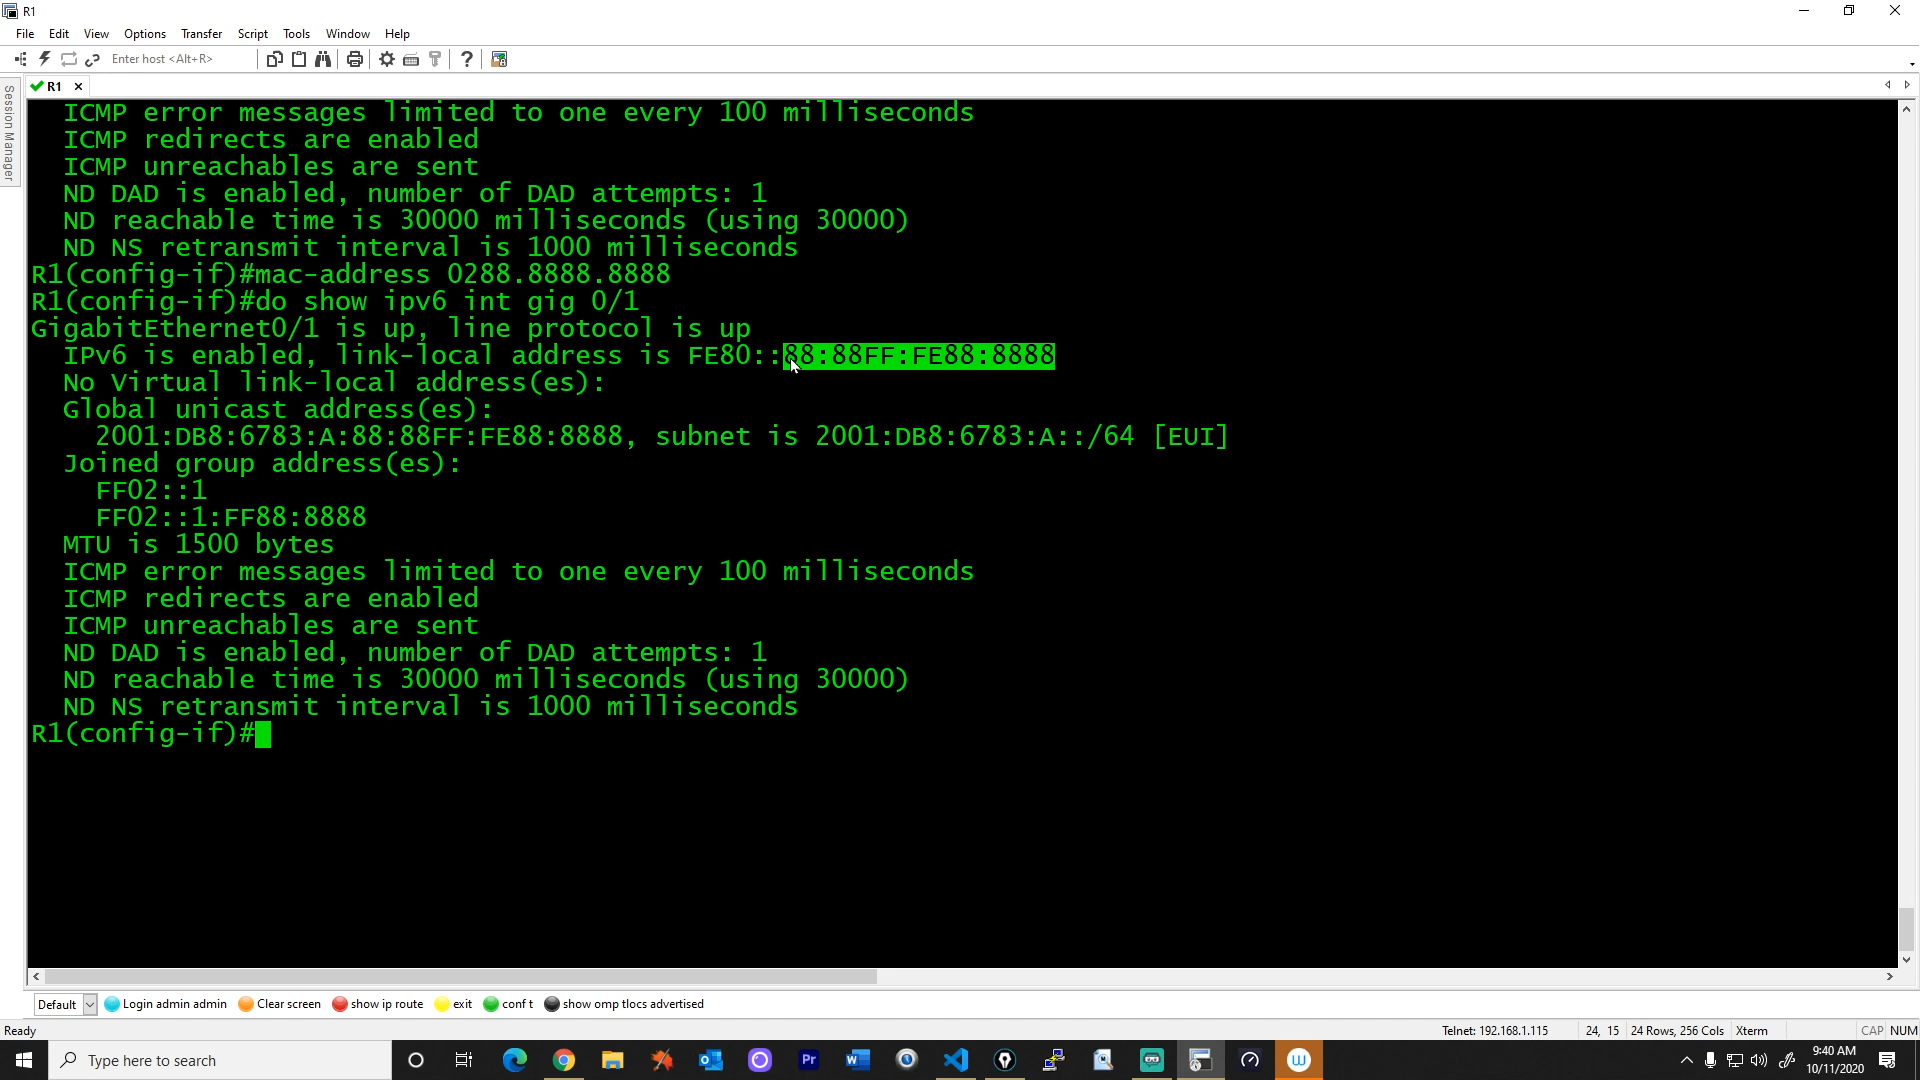 R1
File Edit View Options Transfer Script Tools Window Help
Enter host <Alt+R>
R1
Session Manager
ICMP error messages limited to one every 100 milliseconds
ICMP redirects are enabled
ICMP unreachables are sent
ND DAD is enabled, number of DAD attempts: 1
ND reachable time is 30000 milliseconds (using 30000)
ND NS retransmit interval is 1000 milliseconds
R1(config-if)#mac-address 0288.8888.8888
R1(config-if)#do show ipv6 int gig 0/1
GigabitEthernet0/1 is up, line protocol is up
IPv6 is enabled, link-local address is FE80::88:88FF:FE88:8888
No Virtual link-local address(es):
Global unicast address(es):
2001:DB8:6783:A:88:88FF:FE88:8888, subnet is 2001:DB8:6783:A::/64 [EUI]
Joined group address(es):
FF02::1
FF02::1:FF88:8888
MTU is 1500 bytes
ICMP error messages limited to one every 100 milliseconds
ICMP redirects are enabled
ICMP unreachables are sent
ND DAD is enabled, number of DAD attempts: 1
ND reachable time is 30000 milliseconds (using 30000)
ND NS retransmit interval is 1000 milliseconds
R1(config-if)#
Default Login admin admin Clear screen show ip route exit conf t show omp tlocs advertised
Ready Telnet: 192.168.1.115 24, 15 24 Rows, 256 Cols Xterm CAP NUM
Type here to search
9:40 AM
10/11/2020